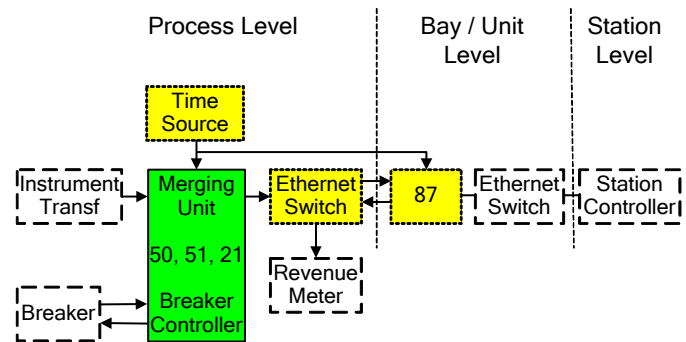 Process Level
Bay / Unit
Level
Station
Level
Time
Source
Instrument
Transf
Merging
Unit
50, 51, 21
Breaker
Controller
Ethernet
Switch
87
Ethernet
Switch
Station
Controller
Revenue
Meter
Breaker